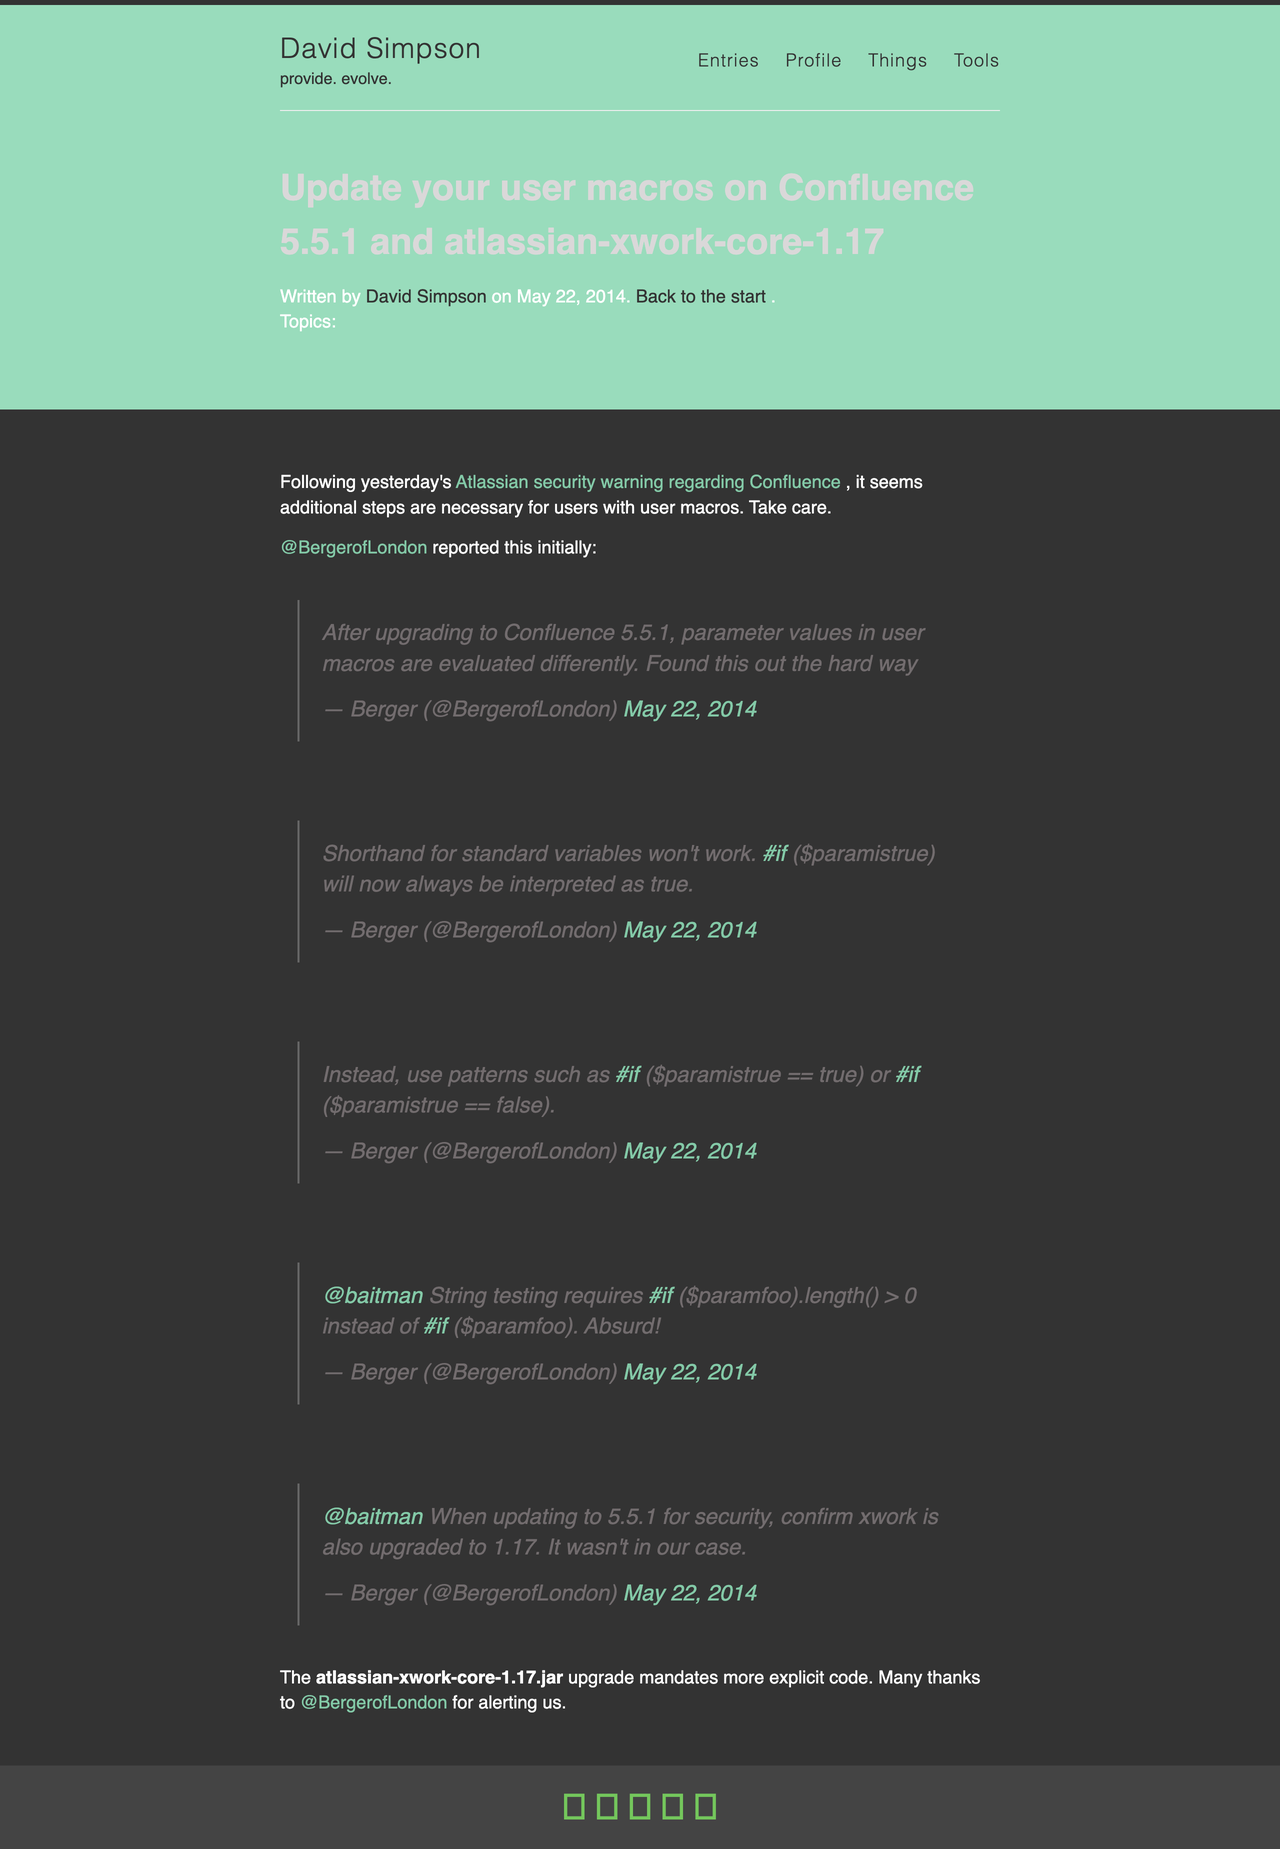 David Simpson
provide. evolve.
Entries Profile Things Tools
Update your user macros on Confluence
5.5.1 and atlassian-xwork-core-1.17
Written by David Simpson on May 22, 2014. Back to the start .
Topics:
Following yesterday's Atlassian security warning regarding Confluence , it seems
additional steps are necessary for users with user macros. Take care.
@BergerofLondon reported this initially:
After upgrading to Confluence 5.5.1, parameter values in user
macros are evaluated differently. Found this out the hard way
— Berger (@BergerofLondon) May 22, 2014
Shorthand for standard variables won't work. #if ($paramistrue)
will now always be interpreted as true.
— Berger (@BergerofLondon) May 22, 2014
Instead, use patterns such as #if ($paramistrue == true) or #if
($paramistrue == false).
— Berger (@BergerofLondon) May 22, 2014
@baitman String testing requires #if ($paramfoo).length() > 0
instead of #if ($paramfoo). Absurd!
— Berger (@BergerofLondon) May 22, 2014
@baitman When updating to 5.5.1 for security, confirm xwork is
also upgraded to 1.17. It wasn't in our case.
— Berger (@BergerofLondon) May 22, 2014
The atlassian-xwork-core-1.17.jar upgrade mandates more explicit code. Many thanks
to @BergerofLondon for alerting us.